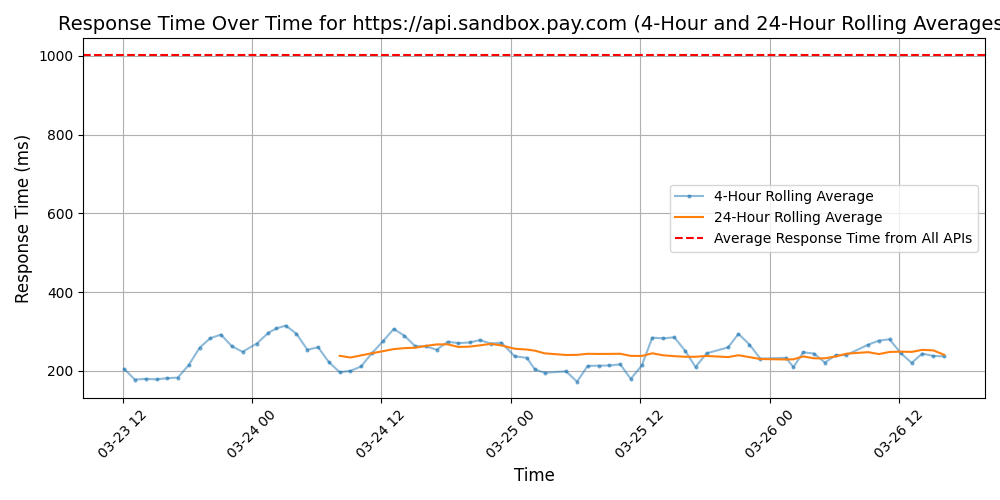 Response Time Over Time for https://api.sandbox.pay.com (4-Hour and 24-Hour Rolling Averages
Response Time (ms)
1000
800
600
400
200
4-Hour Rolling Average
24-Hour Rolling Average
Average Response Time from All APIs
03-23 12
03-24 00
03-24 12
03-25 00
03-25 12
03-26 00
03-26 12
Time